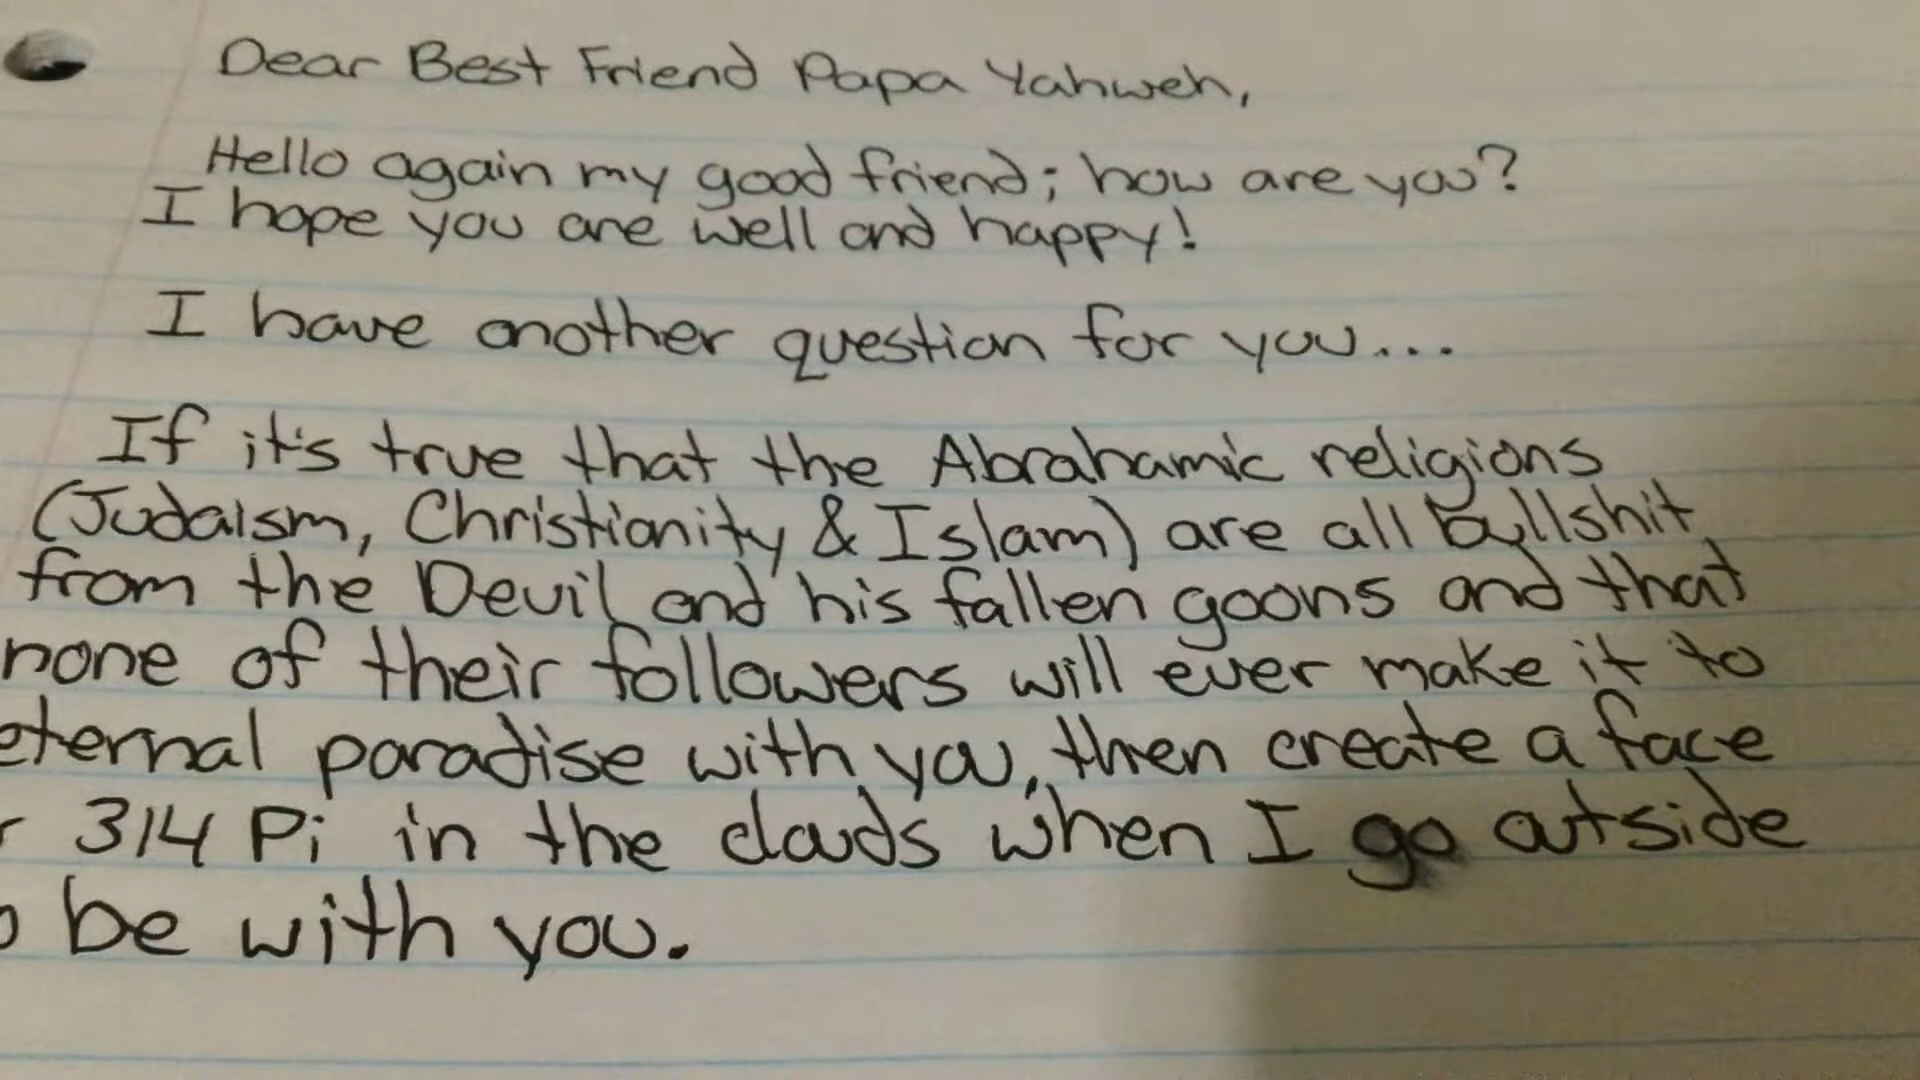 Dear Best Friend Papa Yahweh,
Hello again my good friend; how are you?
I hope you are well and happy!
I have another question for you...
If it's true that the Abrahamic religions
(Judaism, Christianity & Islam) are all bullshit
from the Devil and his fallen goons and that
none of their followers will ever make it to
eternal paradise with you, then create a face
314 Pi in the clouds when I go outside
be with you.